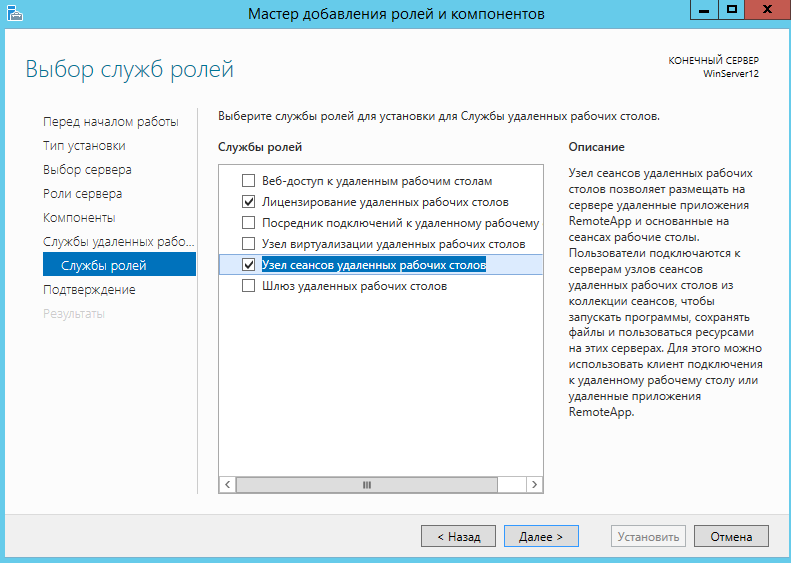 Мастер добавления ролей и компонентов
Выбор служб ролей
КОНЕЧНЫЙ СЕРВЕР
WinServer12
Перед началом работы
Тип установки
Выбор сервера
Роли сервера
Компоненты
Службы удаленных рабо...
Службы ролей
Подтверждение
Результаты
Выберите службы ролей для установки для Службы удаленных рабочих столов.
Службы ролей
Веб-доступ к удаленным рабочим столам
Лицензирование удаленных рабочих столов
Посредник подключений к удаленному рабочему
Узел виртуализации удаленных рабочих столов
Узел сеансов удаленных рабочих столов
Шлюз удаленных рабочих столов
Описание
Узел сеансов удаленных рабочих
столов позволяет размещать на
сервере удаленные приложения
RemoteApp и основанные на
сеансах рабочие столы.
Пользователи подключаются к
серверам узлов сеансов
удаленных рабочих столов из
коллекции сеансов, чтобы
запускать программы, сохранять
файлы и пользоваться ресурсами
на этих серверах. Для этого можно
использовать клиент подключения
к удаленному рабочему столу или
удаленные приложения
RemoteApp.
< Назад
Далее >
Установить
Отмена